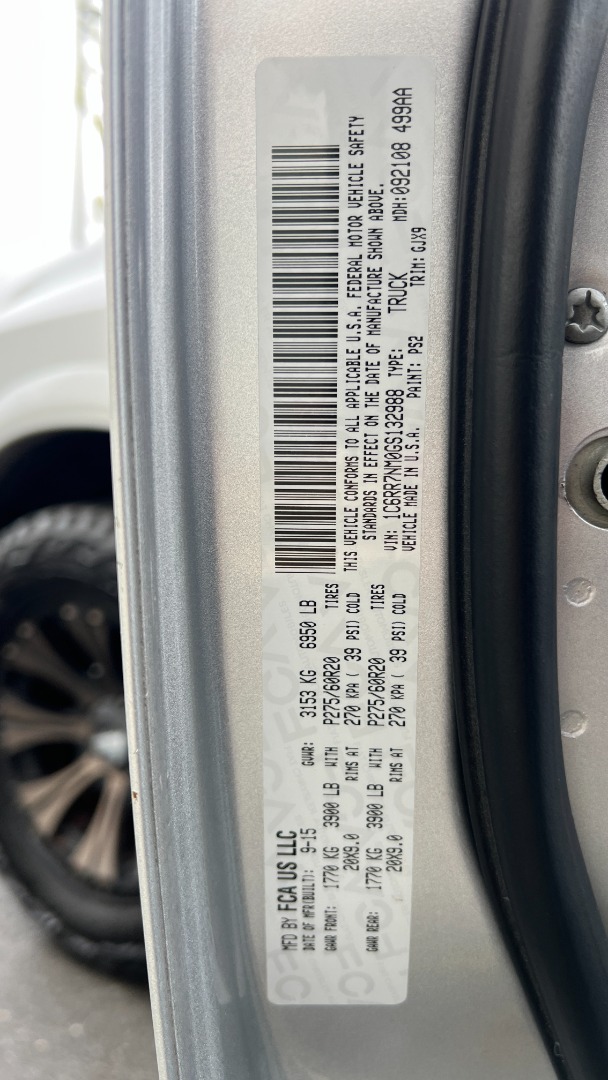 MFD BY FCA US LLC
DATE OF MFR(BUILT): 9-15 GVWR: 3153 KG 6950 LB
GAWR FRONT: 1770 KG 3900 LB WITH P275/60R20 TIRES
20X9.0 RIMS AT 270 KPA ( 39 PSI) COLD
GAWR REAR: 1770 KG 3900 LB WITH P275/60R20 TIRES
20X9.0 RIMS AT 270 KPA ( 39 PSI) COLD
THIS VEHICLE CONFORMS TO ALL APPLICABLE U.S.A. FEDERAL MOTOR VEHICLE SAFETY
STANDARDS IN EFFECT ON THE DATE OF MANUFACTURE SHOWN ABOVE.
VIN: 1C6RR7NM0GS132988 TYPE: TRUCK MDH:092108 499AA
VEHICLE MADE IN U.S.A. PAINT: PS2 TRIM: GJX9